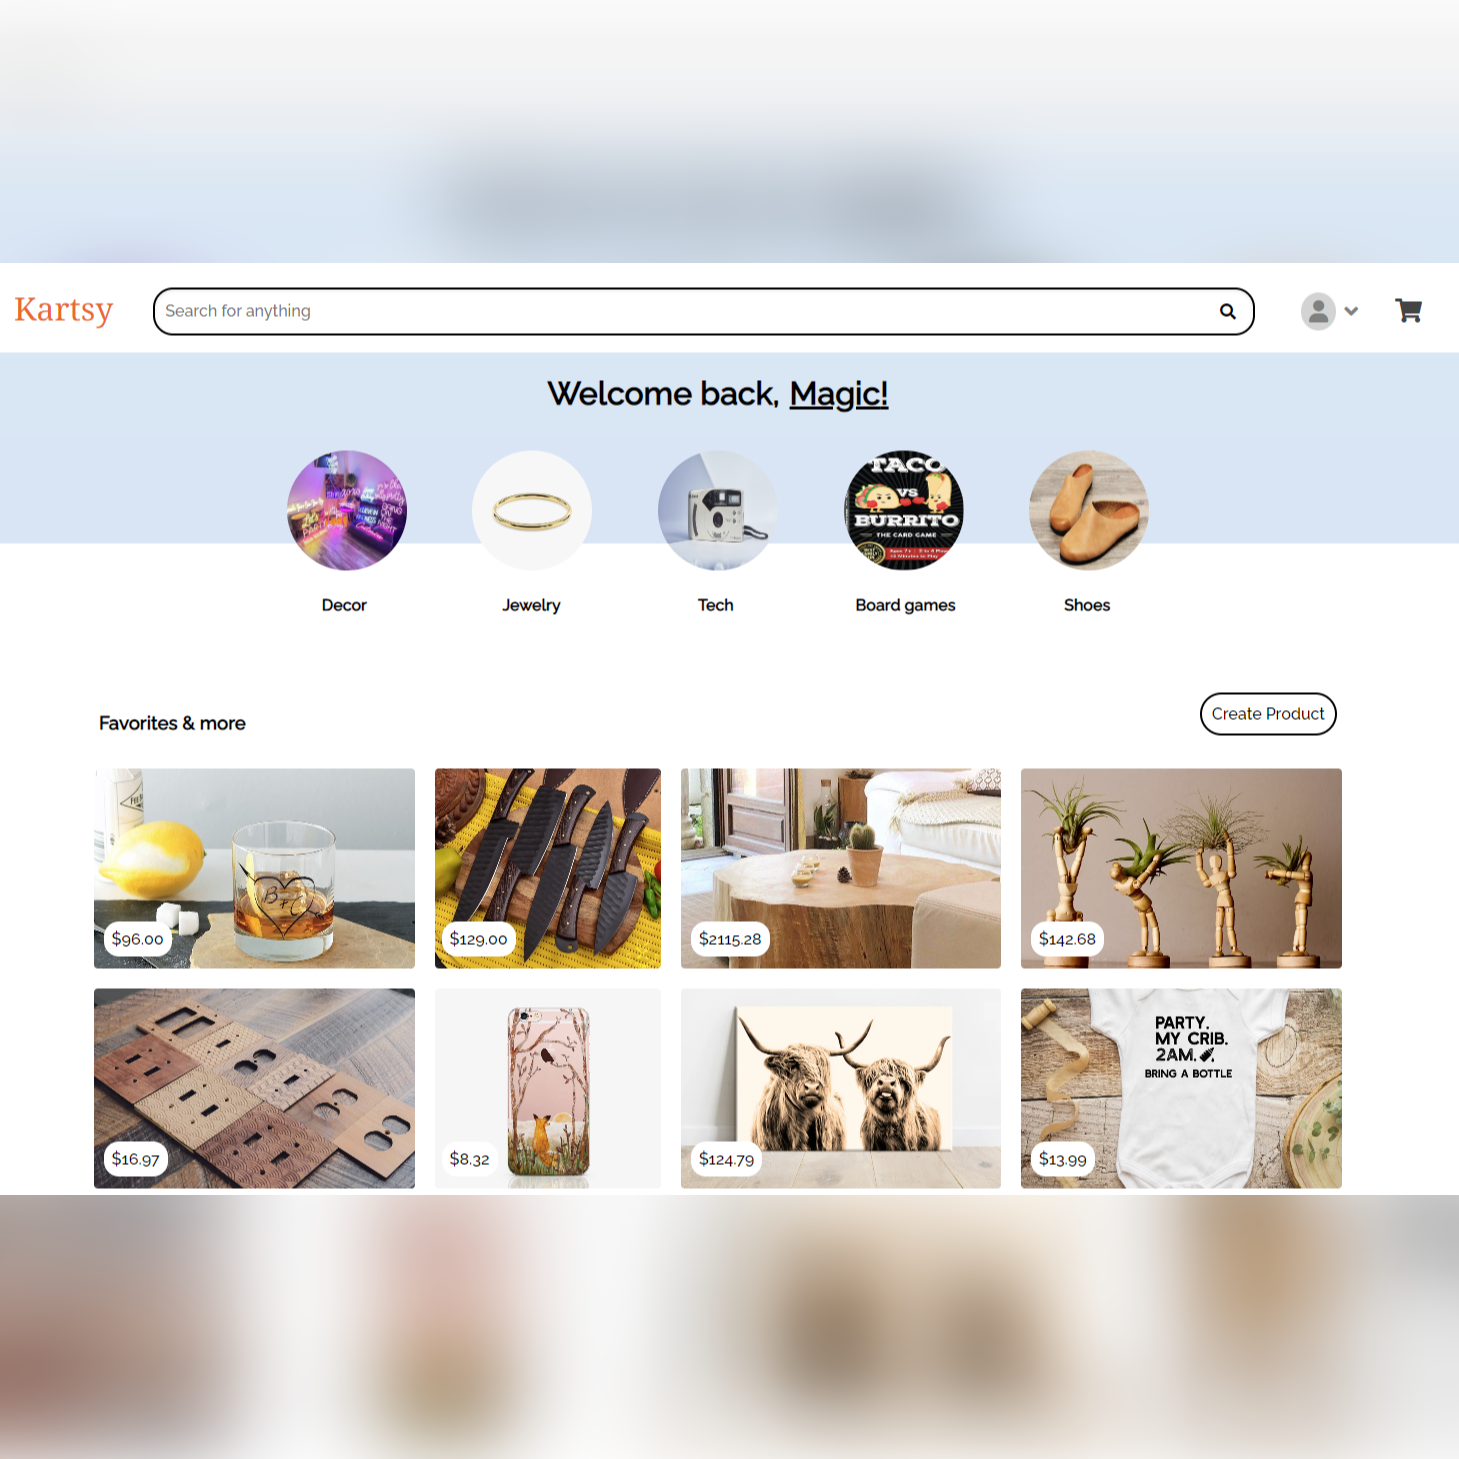 Kartsy
Search for anything
Welcome back, Magic!
TACO
VS
BURRITO
THE CARD GAME
Decor
Jewelry
Tech
Board games
Shoes
Favorites & more
Create Product
B+C
$96.00
$129.00
$2115.28
$142.68
PARTY.
MY CRIB.
2AM.
BRING A BOTTLE
$16.97
$8.32
$124.79
$13.99